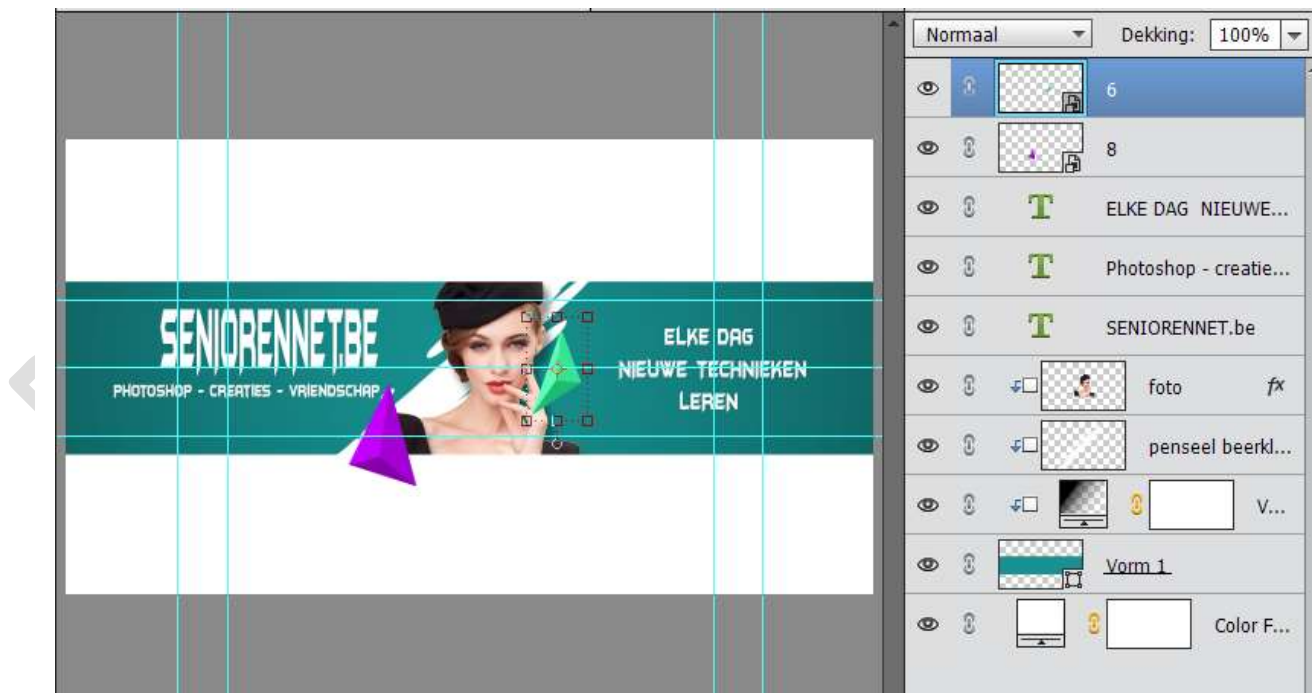 Normaal Dekking: 100%
6
8
ELKE DAG NIEUWE...
Photoshop - creatie...
SENIORENNET.be
foto fx
penseel beerkl...
V...
Vorm 1
Color F...
SENIORENNET.BE
PHOTOSHOP - CREATIES - VRIENDSCHAP
ELKE DAG
NIEUWE TECHNIEKEN
LEREN